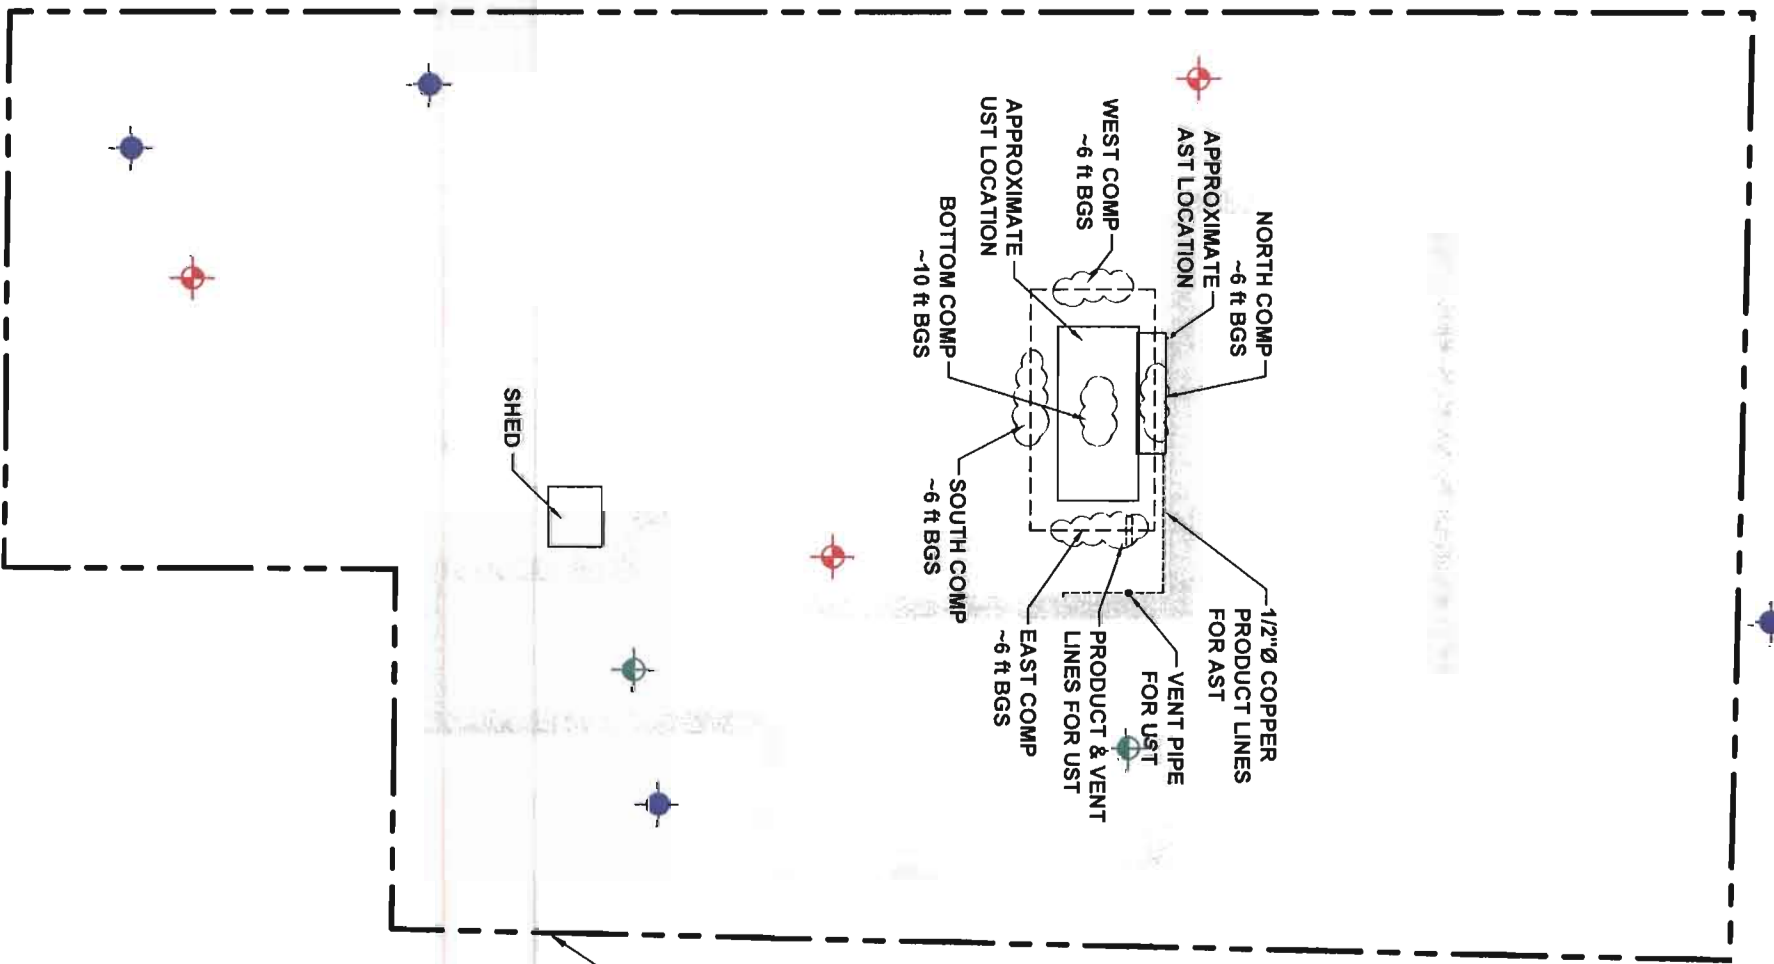 NORTH COMP
~6 ft BGS
APPROXIMATE
AST LOCATION
WEST COMP
~6 ft BGS
APPROXIMATE
UST LOCATION
BOTTOM COMP
~10 ft BGS
SHED
SOUTH COMP
~6 ft BGS
1/2"Ø COPPER
PRODUCT LINES
FOR AST
VENT PIPE
FOR UST
PRODUCT & VENT
LINES FOR UST
EAST COMP
~6 ft BGS